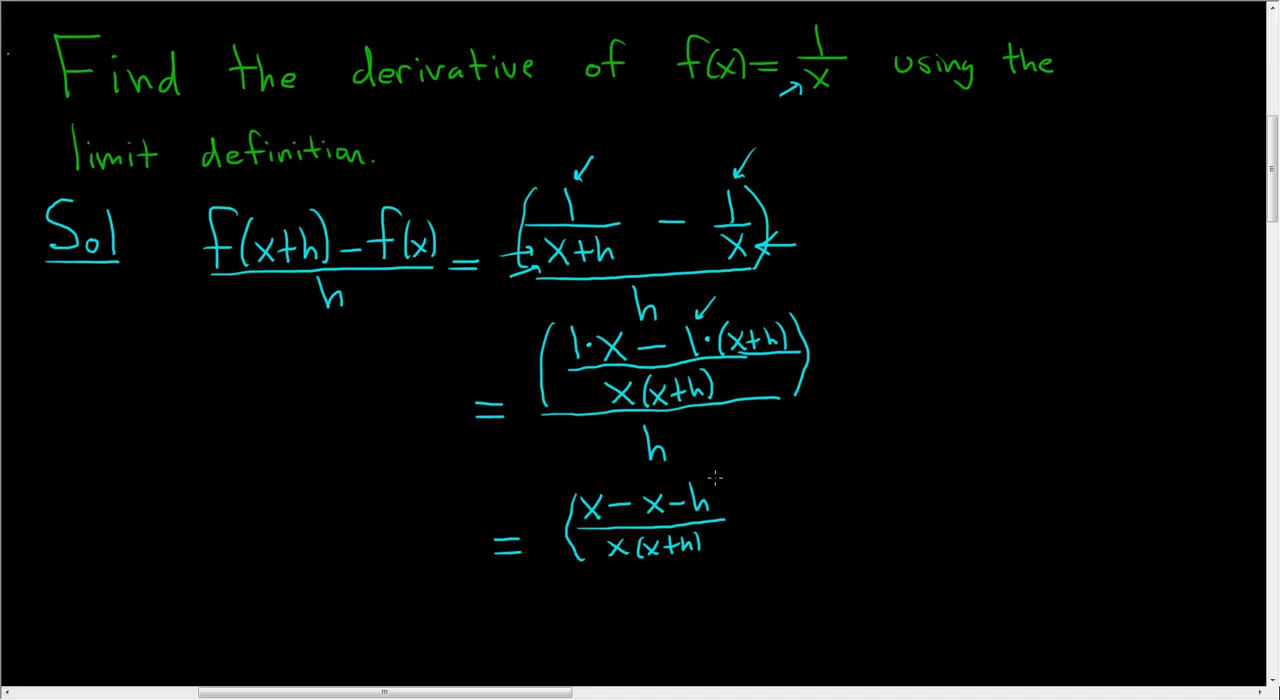 Find the derivative of f(x) = 1/x using the
limit definition.
Sol (f(x+h) - f(x))/h = (1/(x+h) - 1/x)/h
= ((1·x - 1·(x+h))/(x(x+h)))/h
= ((x - x - h)/(x(x+h))